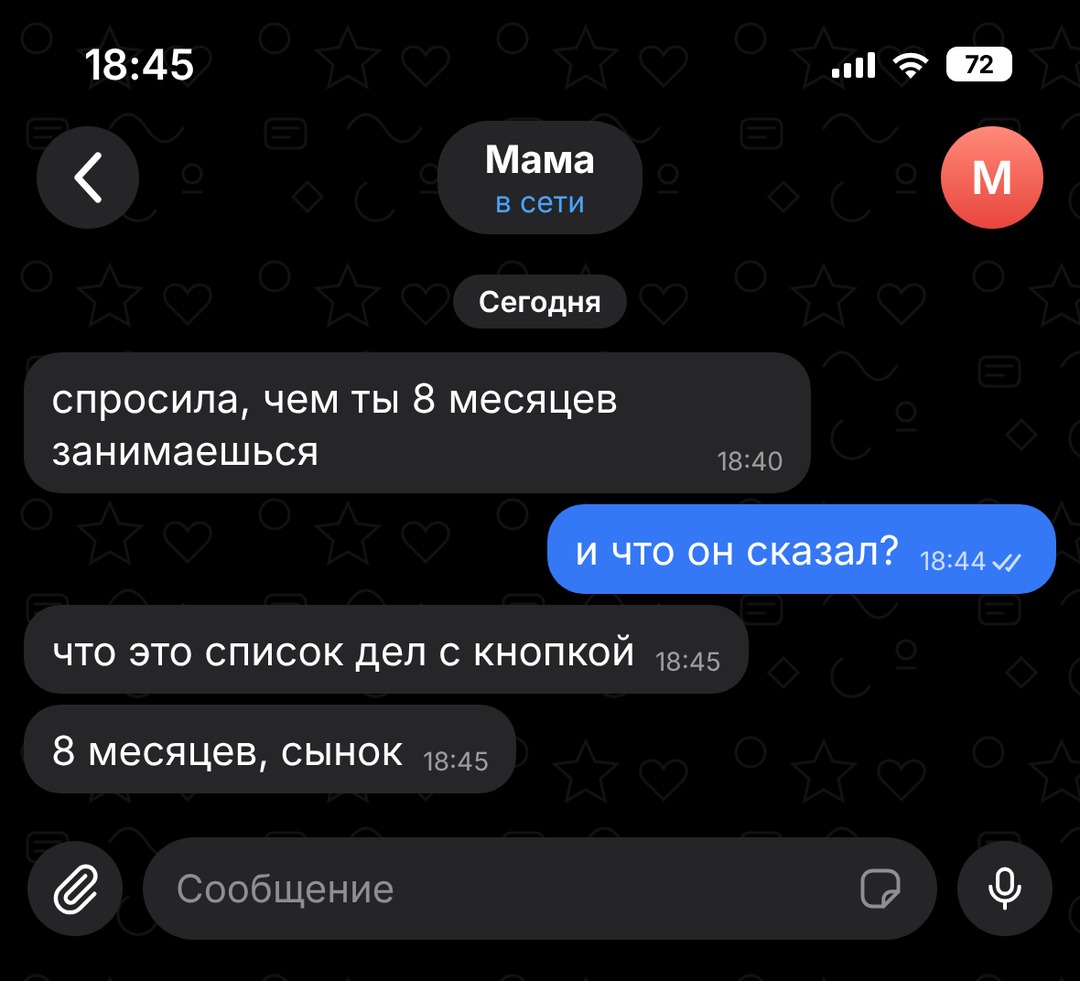 18:45
72
Мама
в сети
М
Сегодня
спросила, чем ты 8 месяцев
занимаешься
18:40
и что он сказал? 18:44
что это список дел с кнопкой 18:45
8 месяцев, сынок 18:45
Сообщение